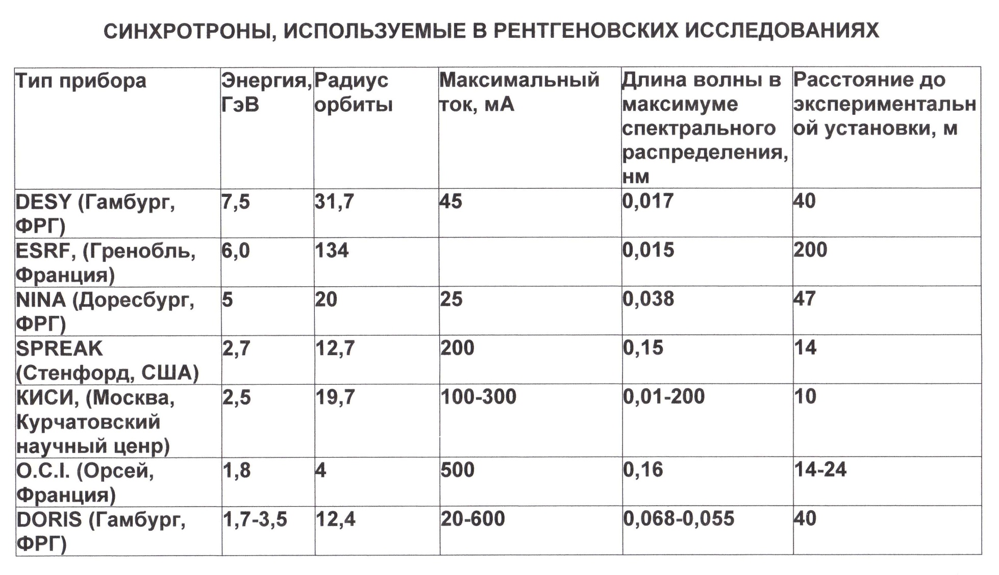 СИНХРОТРОНЫ, ИСПОЛЬЗУЕМЫЕ В РЕНТГЕНОВСКИХ ИССЛЕДОВАНИЯХ
Тип прибора
Энергия,
ГэВ
Радиус
орбиты
Максимальный
ток, мА
Длина волны в
максимуме
спектрального
распределения,
нм
Расстояние до
экспериментальн
ой установки, м
DESY (Гамбург,
ФРГ)
7,5
31,7
45
0,017
40
ESRF, (Гренобль,
Франция)
6,0
134
0,015
200
NINA (Доресбург,
ФРГ)
5
20
25
0,038
47
SPREAK
(Стенфорд, США)
2,7
12,7
200
0,15
14
КИСИ, (Москва,
Курчатовский
научный ценр)
2,5
19,7
100-300
0,01-200
10
O.C.I. (Орсей,
Франция)
1,8
4
500
0,16
14-24
DORIS (Гамбург,
ФРГ)
1,7-3,5
12,4
20-600
0,068-0,055
40